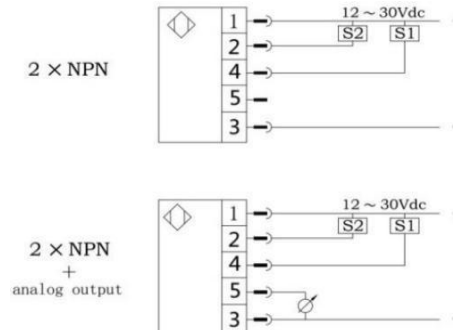 2 × NPN
1
2
4
5
3
12 ~ 30Vdc
S2 S1
2 × NPN
+
analog output
1
2
4
5
3
12 ~ 30Vdc
S2 S1